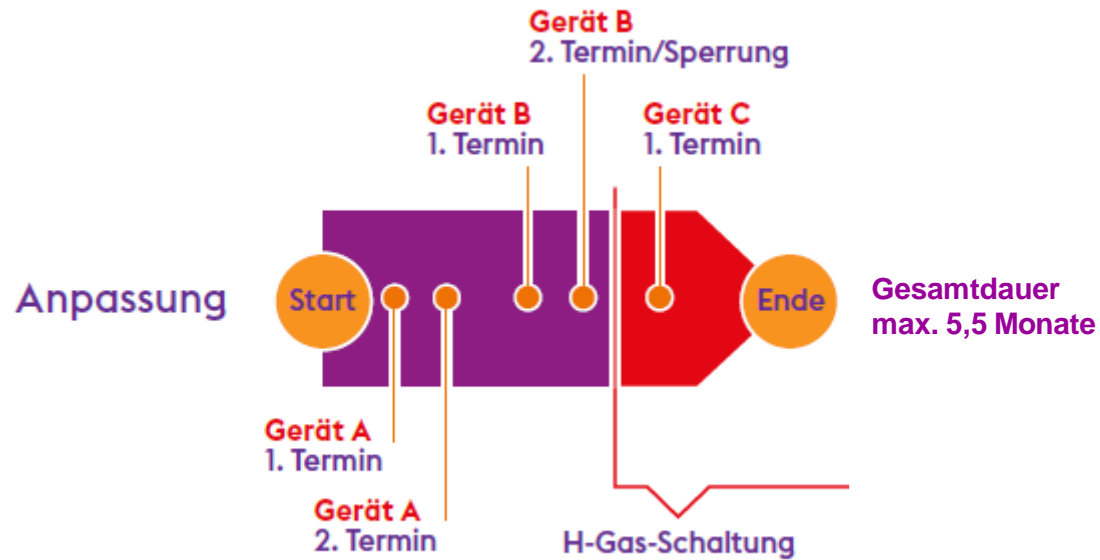 Gerät B
2. Termin/Sperrung
Gerät B
1. Termin
Gerät C
1. Termin
Anpassung
Start
Ende
Gesamtdauer
max. 5,5 Monate
Gerät A
1. Termin
Gerät A
2. Termin
H-Gas-Schaltung